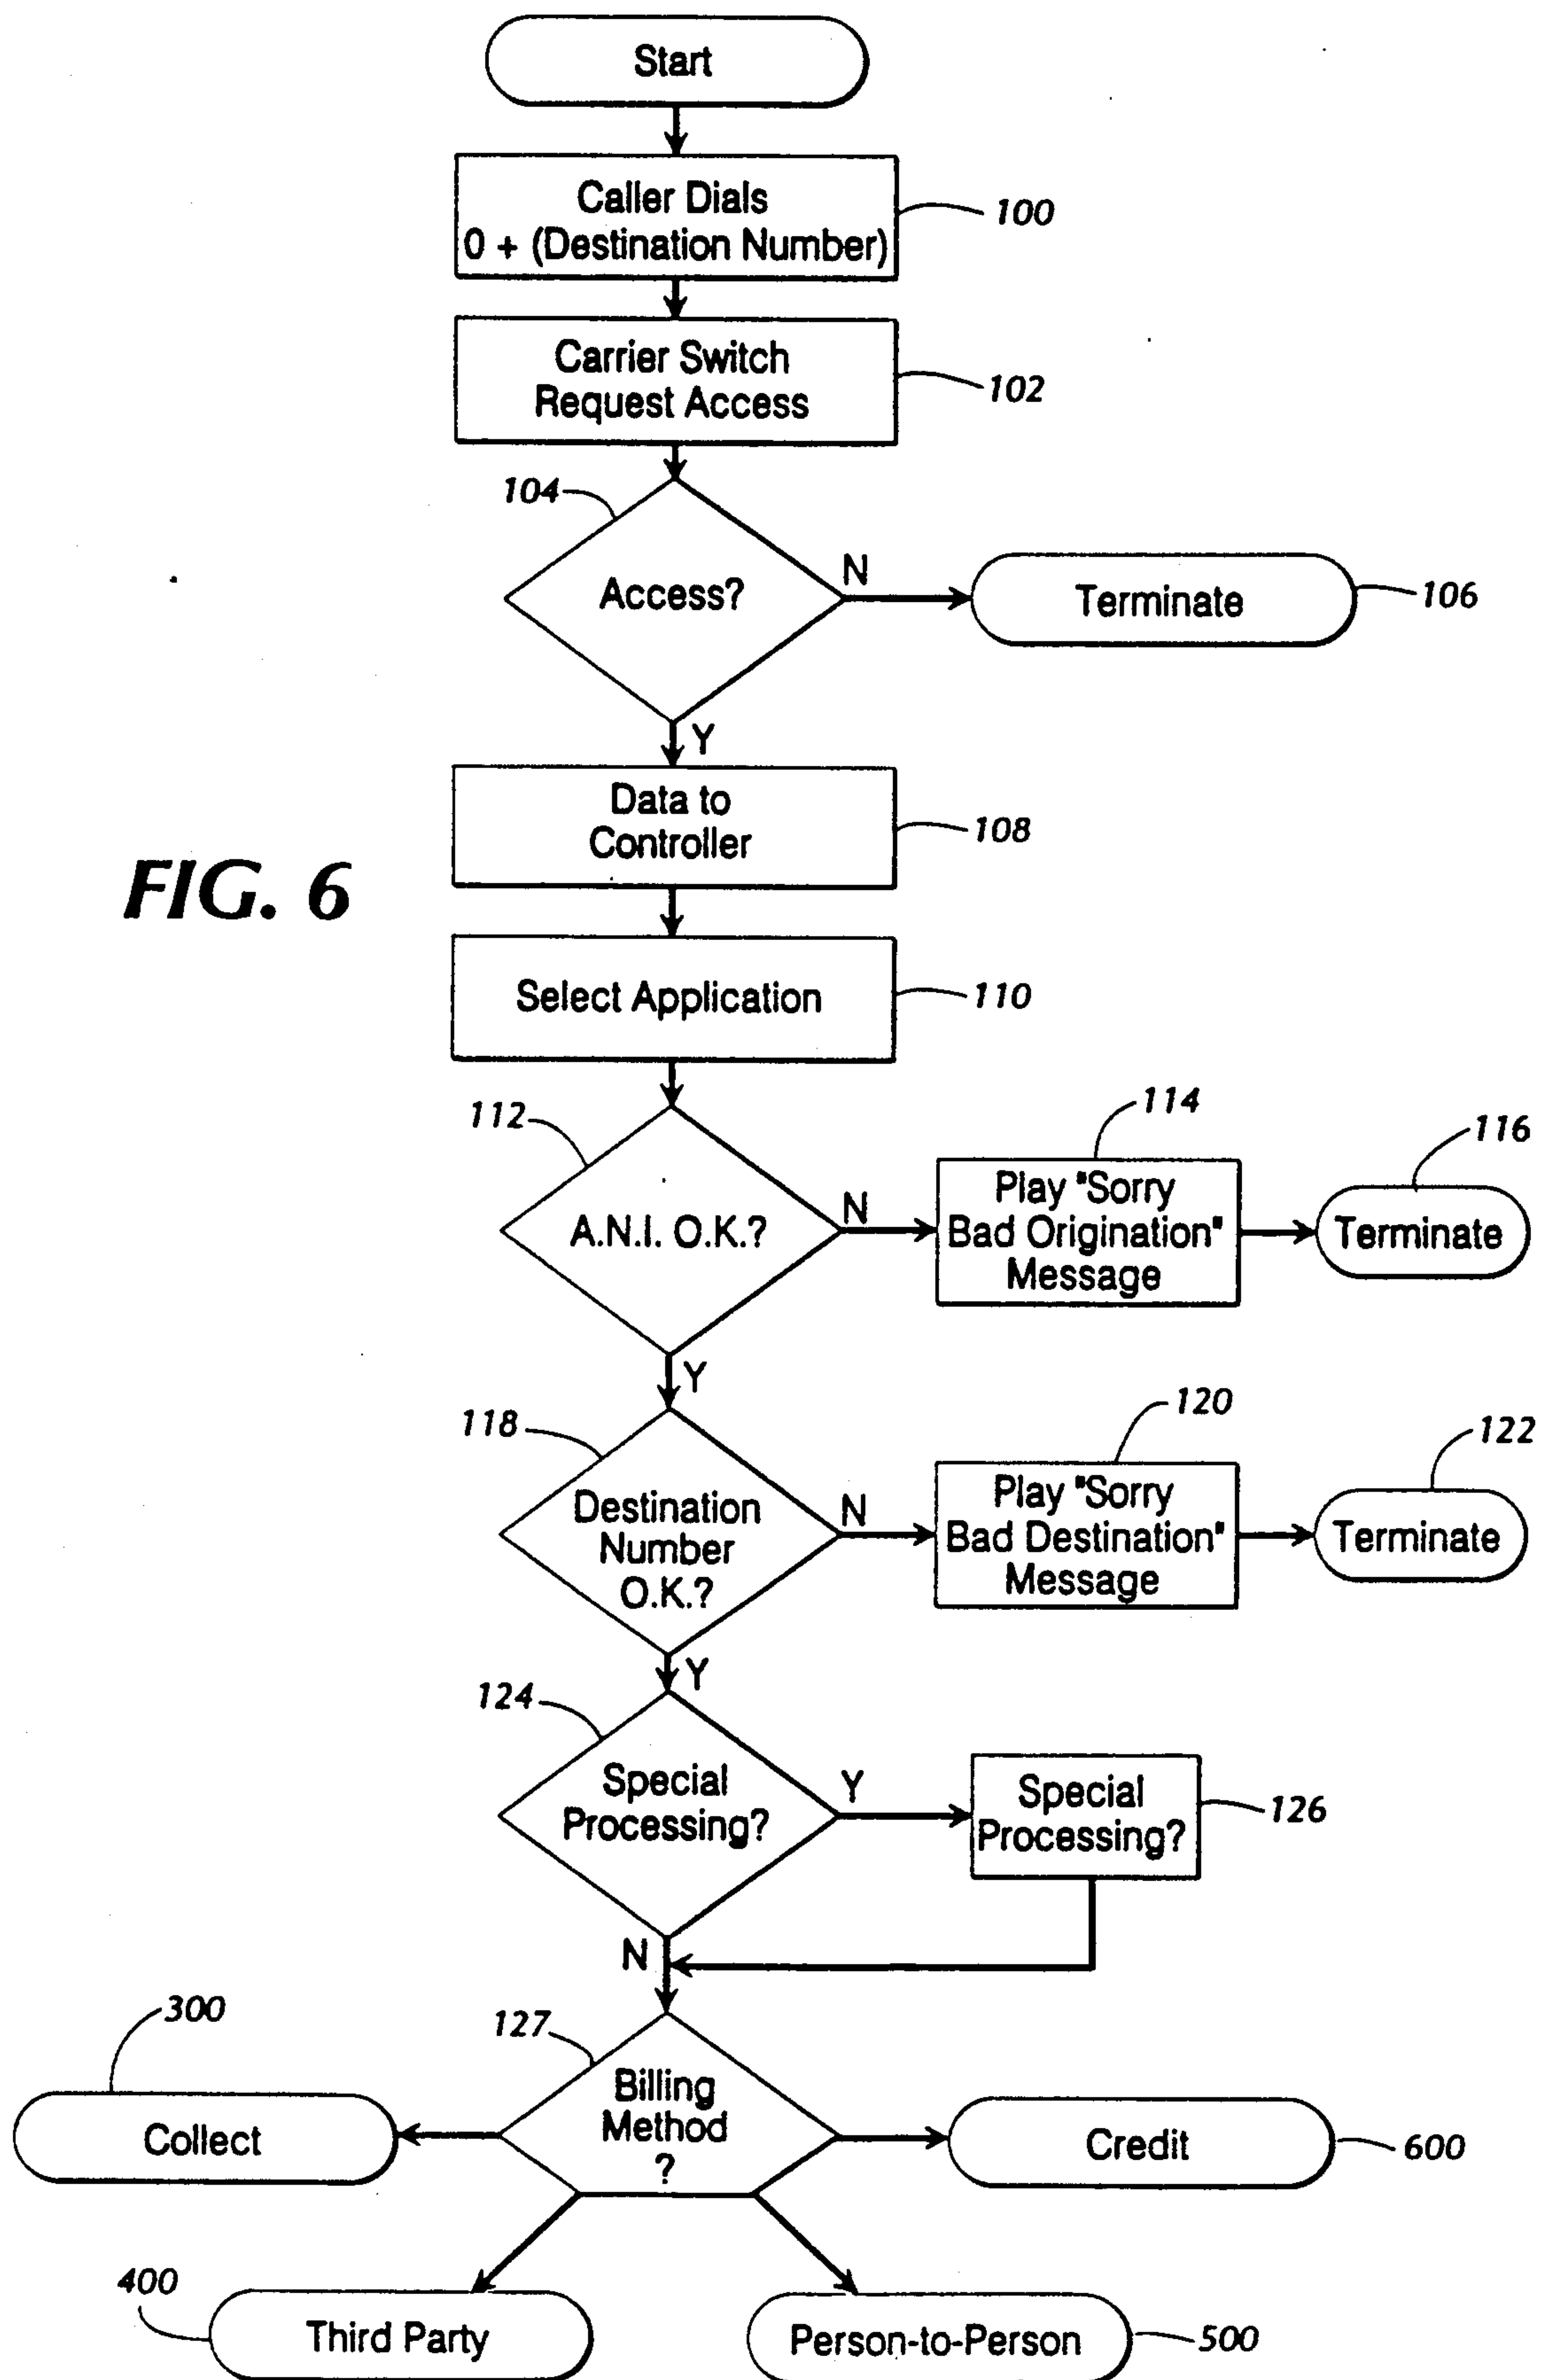 Start
Caller Dials
0 + (Destination Number)
100
Carrier Switch
Request Access
102
104
Access?
N
Terminate
106
Y
Data to
Controller
108
FIG. 6
Select Application
110
112
A.N.I. O.K.?
N
114
Play "Sorry
Bad Origination"
Message
116
Terminate
Y
118
Destination
Number
O.K.?
N
120
Play "Sorry
Bad Destination"
Message
122
Terminate
Y
124
Special
Processing?
Y
Special
Processing?
126
N
127
Billing
Method
?
300
Collect
Credit
600
400
Third Party
Person-to-Person
500